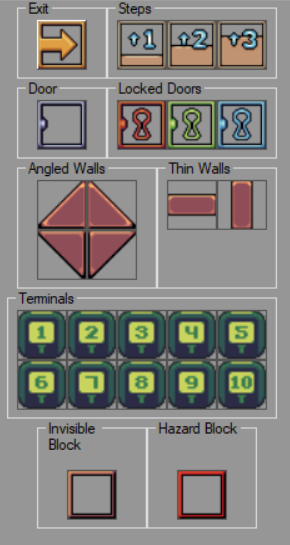 Exit
Steps
1 2 3
Door
Locked Doors
Angled Walls
Thin Walls
Terminals
1 2 3 4 5
6 7 8 9 10
Invisible
Block
Hazard Block